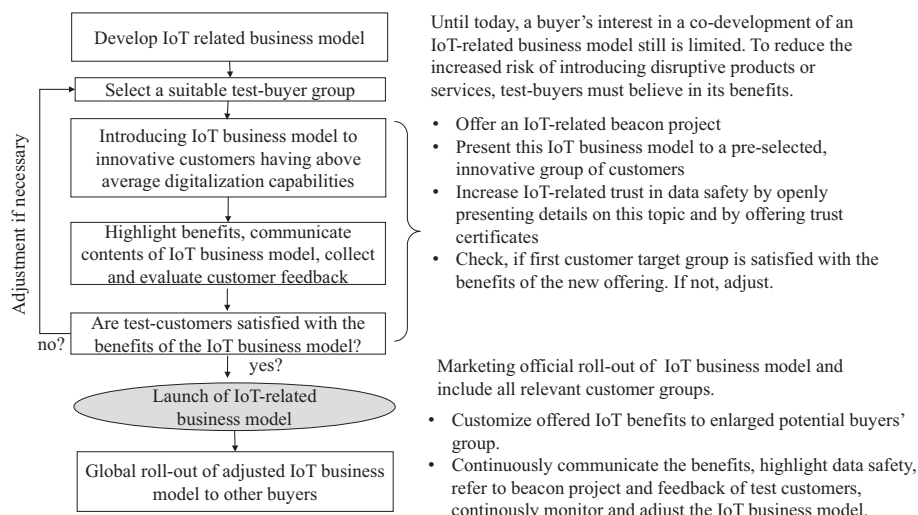 Develop IoT related business model
Select a suitable test-buyer group
Introducing IoT business model to
innovative customers having above
average digitalization capabilities
Highlight benefits, communicate
contents of IoT business model, collect
and evaluate customer feedback
Are test-customers satisfied with the
benefits of the IoT business model?
no?
yes?
Adjustment if necessary
Launch of IoT-related
business model
Global roll-out of adjusted IoT business
model to other buyers
Until today, a buyer’s interest in a co-development of an
IoT-related business model still is limited. To reduce the
increased risk of introducing disruptive products or
services, test-buyers must believe in its benefits.
• Offer an IoT-related beacon project
• Present this IoT business model to a pre-selected,
innovative group of customers
• Increase IoT-related trust in data safety by openly
presenting details on this topic and by offering trust
certificates
• Check, if first customer target group is satisfied with the
benefits of the new offering. If not, adjust.
Marketing official roll-out of IoT business model and
include all relevant customer groups.
• Customize offered IoT benefits to enlarged potential buyers’
group.
• Continuously communicate the benefits, highlight data safety,
refer to beacon project and feedback of test customers,
continously monitor and adjust the IoT business model.